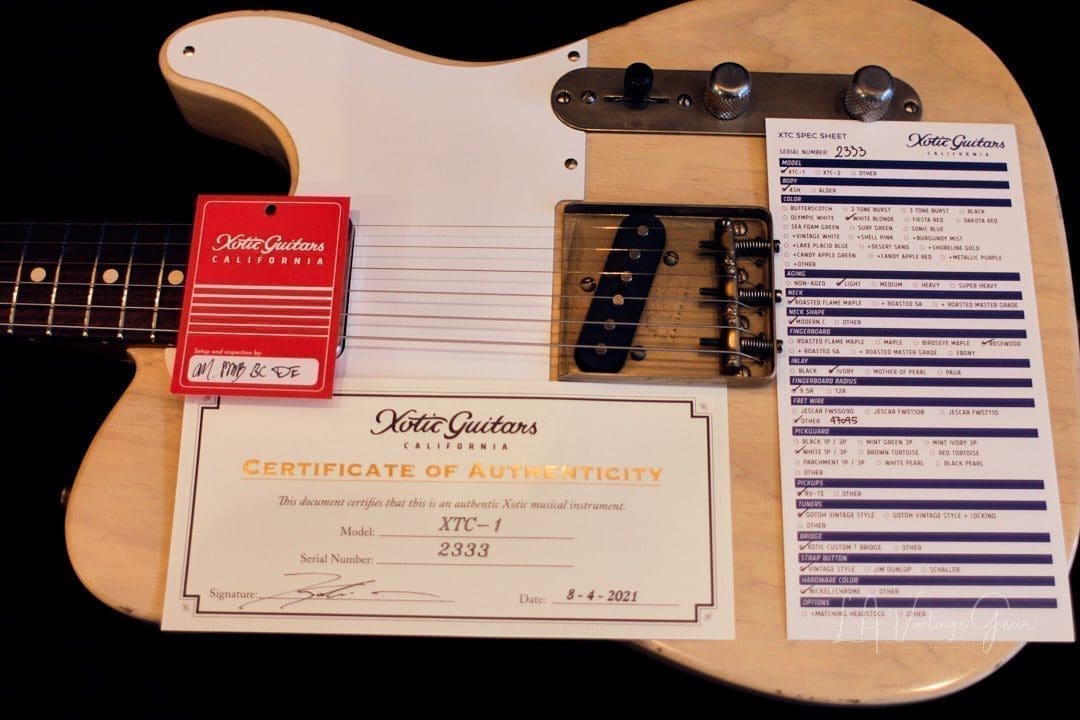 Xotic Guitars
CALIFORNIA
Setup and inspection by:
Xotic Guitars
CALIFORNIA
CERTIFICATE OF AUTHENTICITY
This document certifies that this is an authentic Xotic musical instrument.
Model: XTC-1
Serial Number: 2333
Signature:
Date: 8-4-2021
XTC SPEC SHEET
Xotic Guitars
CALIFORNIA
SERIAL NUMBER: 2333
MODEL
XTC-1 XTC-2 OTHER
BODY
ASH ALDER
COLOR
BUTTERSCOTCH 2 TONE BURST 3 TONE BURST BLACK
OLYMPIC WHITE WHITE BLONDE FIESTA RED DAKOTA RED
SEA FOAM GREEN SURF GREEN SONIC BLUE
+VINTAGE WHITE +SHELL PINK +BURGUNDY MIST
+LAKE PLACID BLUE +DESERT SAND +SHORELINE GOLD
+CANDY APPLE GREEN +CANDY APPLE RED +METALLIC PURPLE
+OTHER
AGING
NON-AGED LIGHT MEDIUM HEAVY SUPER HEAVY
NECK
ROASTED FLAME MAPLE + ROASTED 5A + ROASTED MASTER GRADE
NECK SHAPE
MODERN C OTHER
FINGERBOARD
ROASTED FLAME MAPLE MAPLE BIRDSEYE MAPLE ROSEWOOD
+ ROASTED 5A + ROASTED MASTER GRADE EBONY
INLAY
BLACK IVORY MOTHER OF PEARL PAUA
FINGERBOARD RADIUS
9.5R 12R
FRET WIRE
JESCAR FW55090 JESCAR FW51108 JESCAR FW57110
OTHER 47095
PICKGUARD
BLACK 1P / 3P MINT GREEN 3P MINT IVORY 3P
WHITE 1P / 3P BROWN TORTOISE RED TORTOISE
PARCHMENT 1P / 3P WHITE PEARL BLACK PEARL
OTHER
PICKUPS
RV-TE OTHER
TUNERS
GOTOH VINTAGE STYLE GOTOH VINTAGE STYLE + LOCKING
OTHER
BRIDGE
XOTIC CUSTOM T BRIDGE OTHER
STRAP BUTTON
VINTAGE STYLE JIM DUNLOP SCHALLER
HARDWARE COLOR
NICKEL/CHROME OTHER
OPTIONS
+MATCHING HEADSTOCK OTHER
LA Vintage Gear